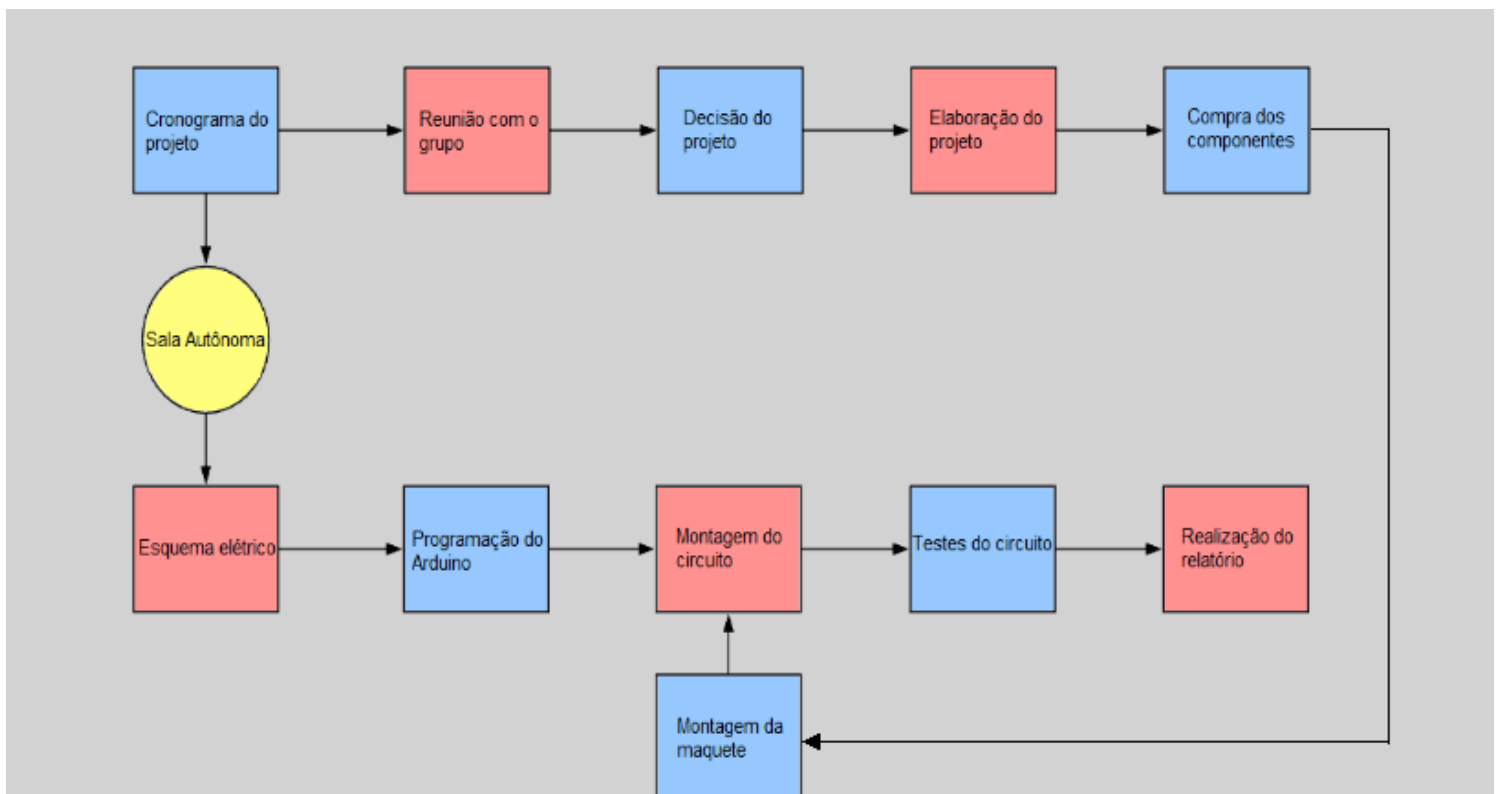 Cronograma do
projeto
Reunião com o
grupo
Decisão do
projeto
Elaboração do
projeto
Compra dos
componentes
Sala Autônoma
Esquema elétrico
Programação do
Arduino
Montagem do
circuito
Testes do circuito
Realização do
relatório
Montagem da
maquete